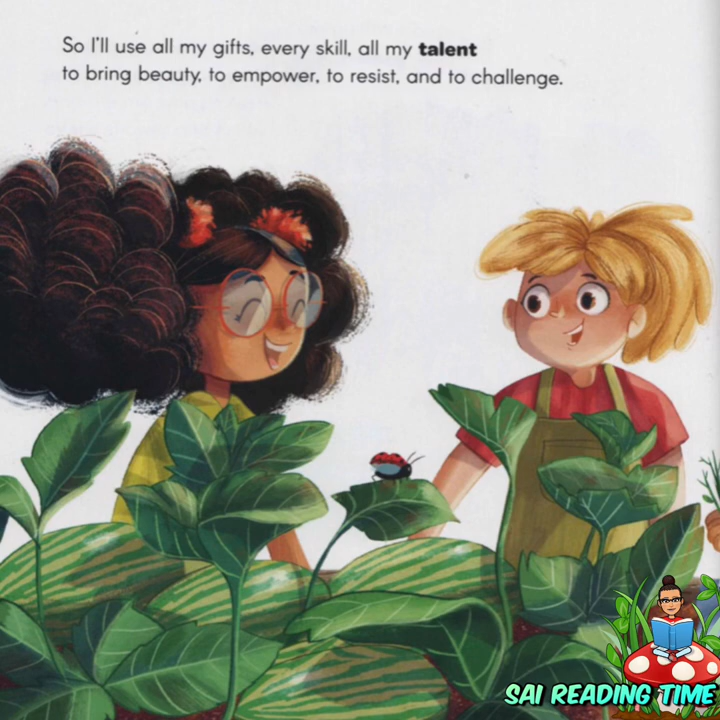 So I'll use all my gifts, every skill, all my talent
to bring beauty, to empower, to resist, and to challenge.
SAI READING TIME